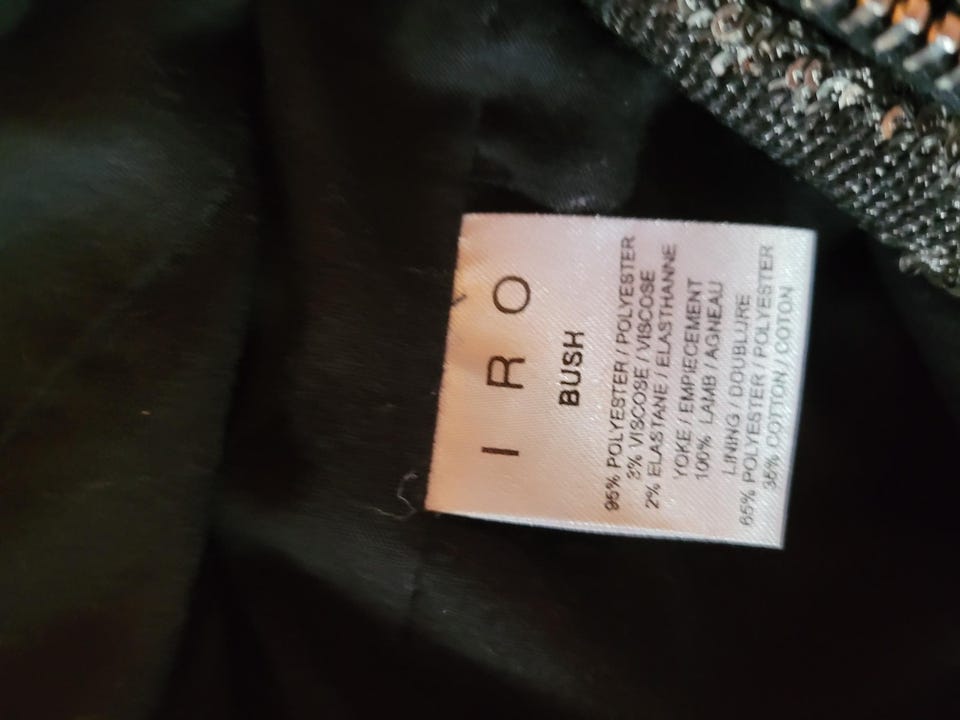 I R O
BUSH
95% POLYESTER / POLYESTER
3% VISCOSE / VISCOSE
2% ELASTANE / ELASTHANNE
YOKE / EMPIECEMENT
100% LAMB / AGNEAU
LINING / DOUBLURE
65% POLYESTER / POLYESTER
35% COTTON / COTON